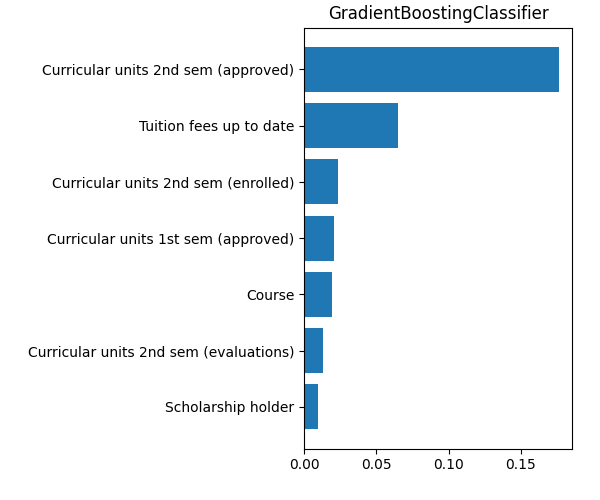 GradientBoostingClassifier
Curricular units 2nd sem (approved)
Tuition fees up to date
Curricular units 2nd sem (enrolled)
Curricular units 1st sem (approved)
Course
Curricular units 2nd sem (evaluations)
Scholarship holder
0.00 0.05 0.10 0.15